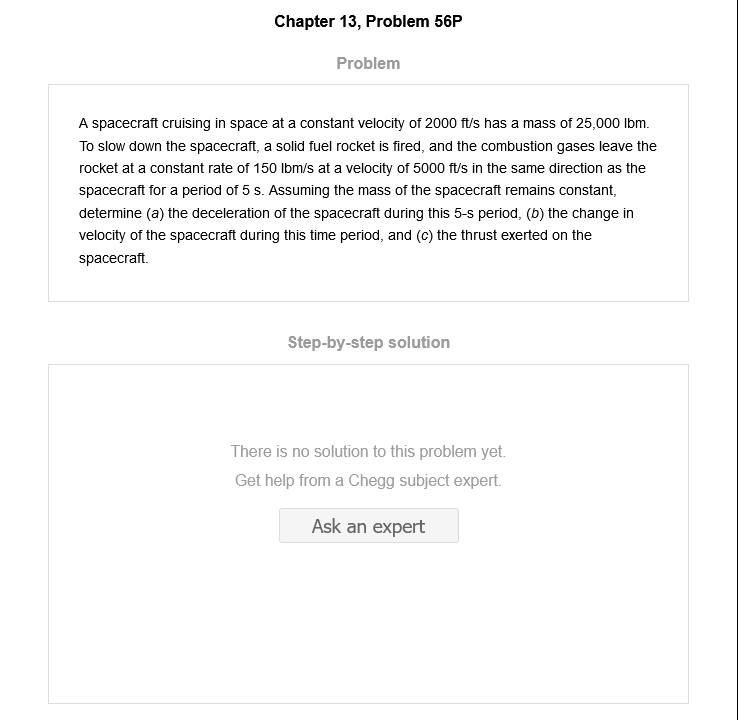 Chapter 13, Problem 56P
Problem
A spacecraft cruising in space at a constant velocity of 2000 ft/s has a mass of 25,000 lbm.
To slow down the spacecraft, a solid fuel rocket is fired, and the combustion gases leave the
rocket at a constant rate of 150 lbm/s at a velocity of 5000 ft/s in the same direction as the
spacecraft for a period of 5 s. Assuming the mass of the spacecraft remains constant,
determine (a) the deceleration of the spacecraft during this 5-s period, (b) the change in
velocity of the spacecraft during this time period, and (c) the thrust exerted on the
spacecraft.
Step-by-step solution
There is no solution to this problem yet.
Get help from a Chegg subject expert.
Ask an expert